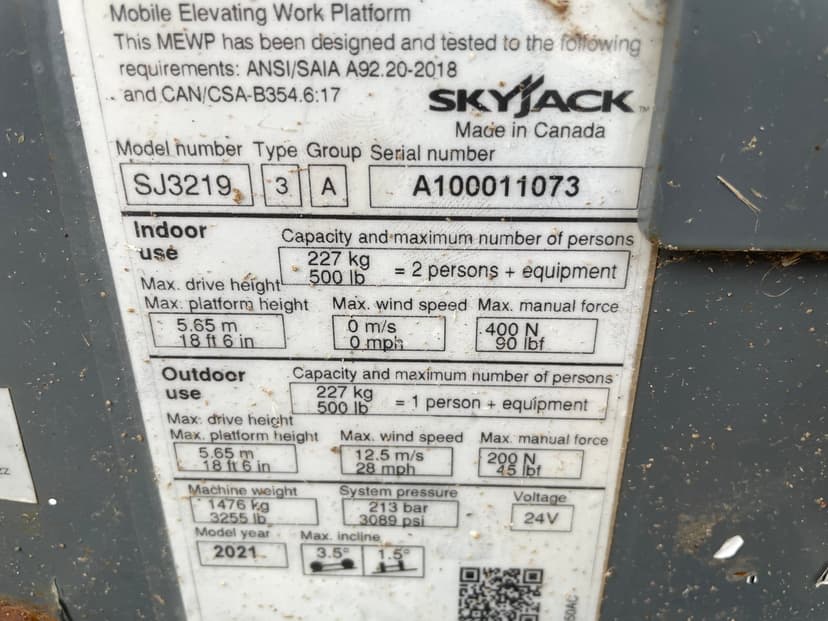 Mobile Elevating Work Platform
This MEWP has been designed and tested to the following
requirements: ANSI/SAIA A92.20-2018
and CAN/CSA-B354.6:17
SKYJACK™
Made in Canada
Model number Type Group Serial number
SJ3219 3 A A100011073
Indoor use
Capacity and maximum number of persons
227 kg
500 lb = 2 persons + equipment
Max. drive height
Max. platform height Max. wind speed Max. manual force
5.65 m 0 m/s 400 N
18 ft 6 in 0 mph 90 lbf
Outdoor use
Capacity and maximum number of persons
227 kg
500 lb = 1 person + equipment
Max. drive height
Max. platform height Max. wind speed Max. manual force
5.65 m 12.5 m/s 200 N
18 ft 6 in 28 mph 45 lbf
Machine weight System pressure Voltage
1476 kg 213 bar 24V
3255 lb 3089 psi
Model year Max. incline
2021 3.5° 1.5°